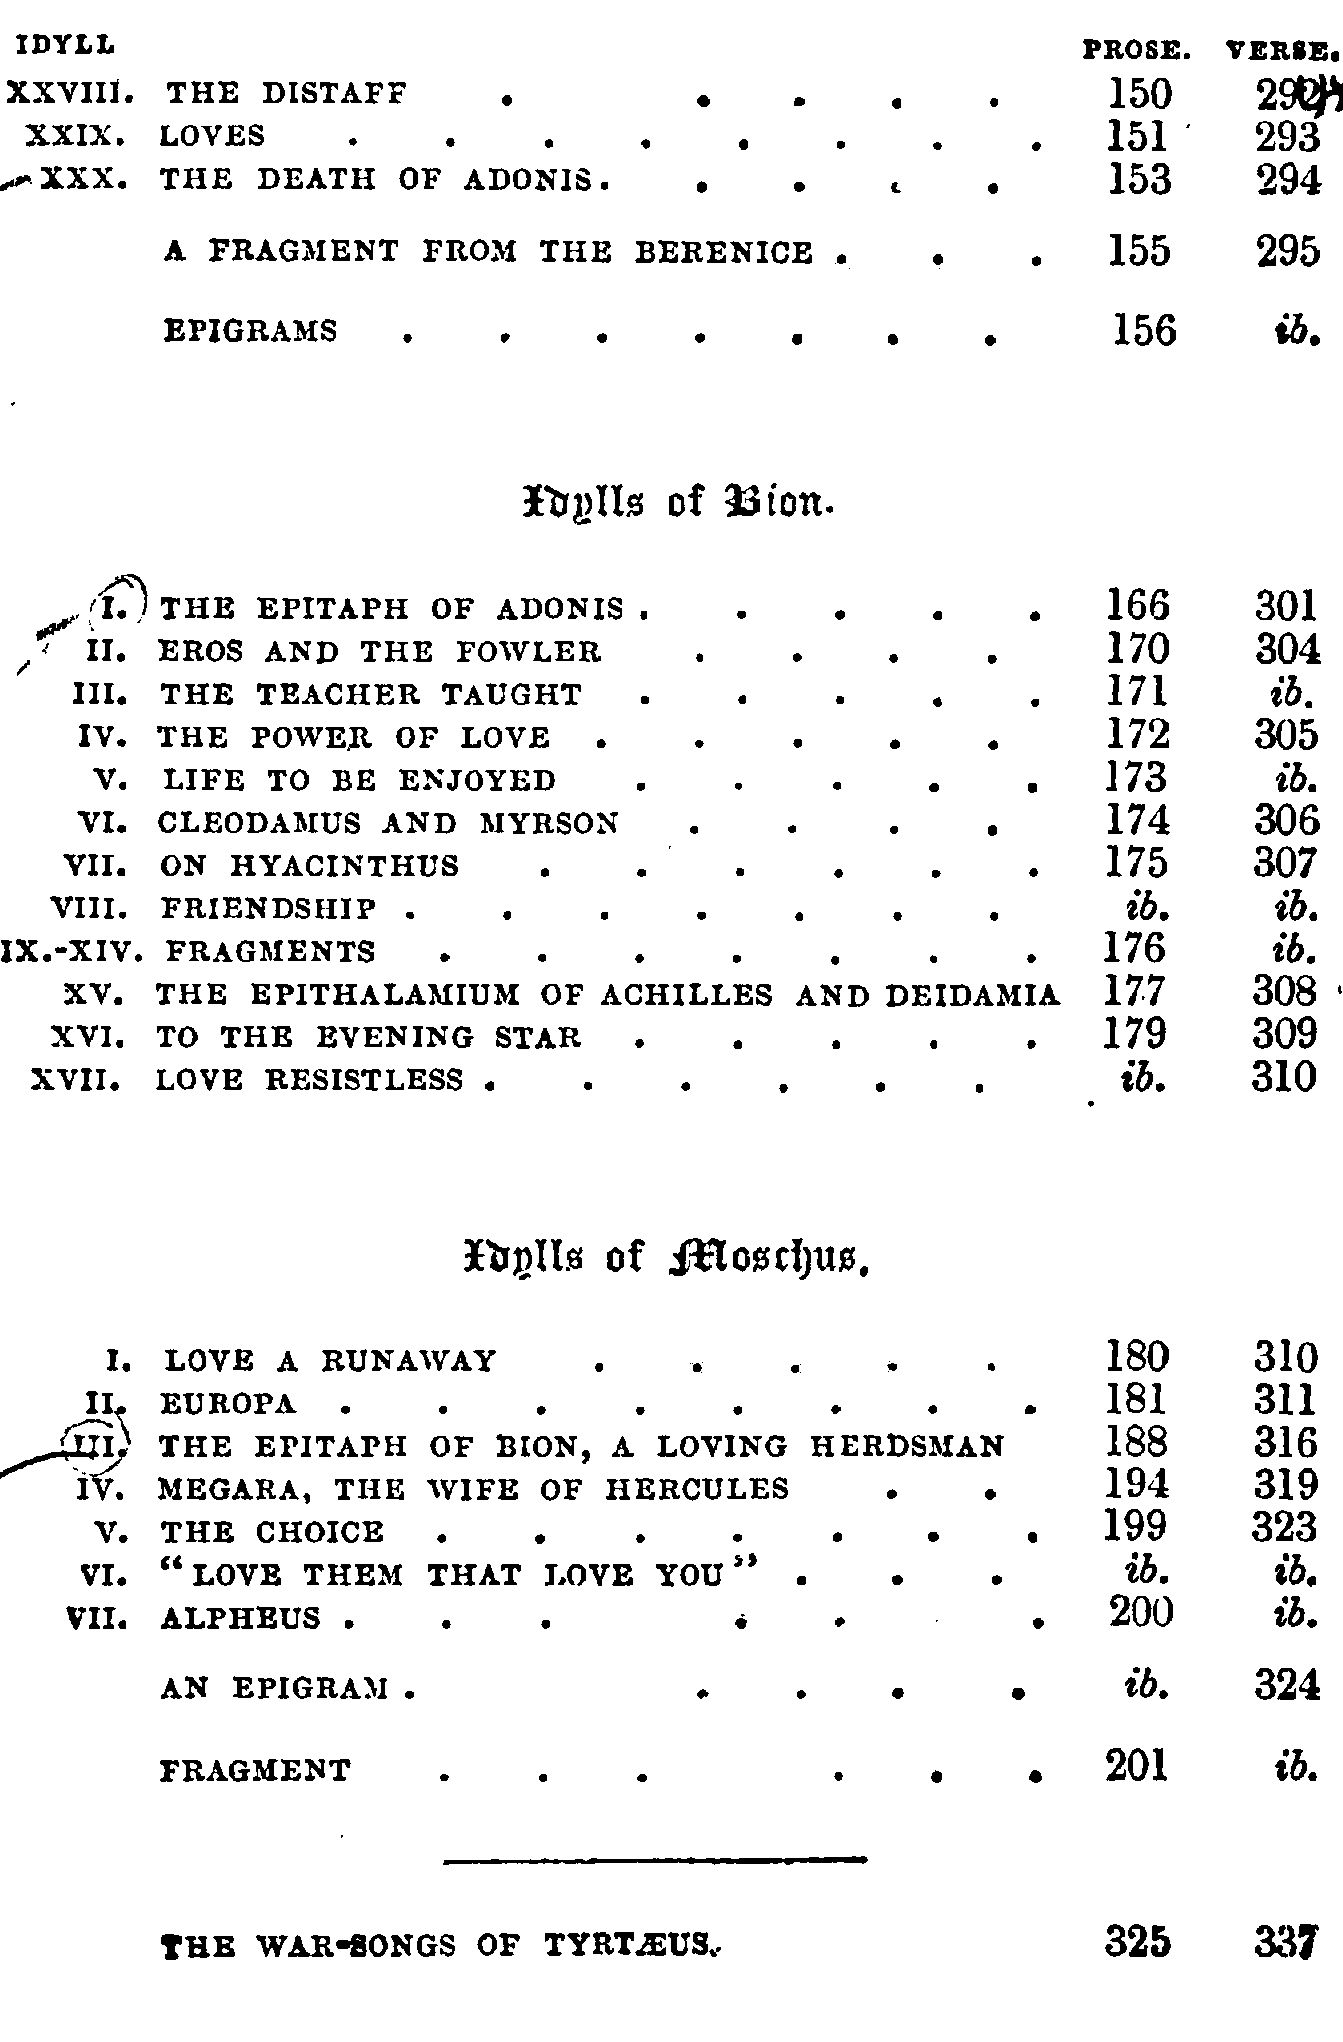 IDYLL PROSE. VERSE.
XXVIII. THE DISTAFF . . . . . 150
XXIX. LOVES . . . . . . . . 151 293
XXX. THE DEATH OF ADONIS . . . . . 153 294
A FRAGMENT FROM THE BERENICE . . . 155 295
EPIGRAMS . . . . . . . 156 ib.
Idylls of Bion.
I. THE EPITAPH OF ADONIS . . . . . 166 301
II. EROS AND THE FOWLER . . . . 170 304
III. THE TEACHER TAUGHT . . . . . 171 ib.
IV. THE POWER OF LOVE . . . . . 172 305
V. LIFE TO BE ENJOYED . . . . . 173 ib.
VI. CLEODAMUS AND MYRSON . . . . 174 306
VII. ON HYACINTHUS . . . . . . 175 307
VIII. FRIENDSHIP . . . . . . . ib. ib.
IX.-XIV. FRAGMENTS . . . . . . . 176 ib.
XV. THE EPITHALAMIUM OF ACHILLES AND DEIDAMIA 177 308
XVI. TO THE EVENING STAR . . . . . 179 309
XVII. LOVE RESISTLESS . . . . . . ib. 310
Idylls of Moschus.
I. LOVE A RUNAWAY . . . . . 180 310
II. EUROPA . . . . . . . . 181 311
III. THE EPITAPH OF BION, A LOVING HERDSMAN 188 316
IV. MEGARA, THE WIFE OF HERCULES . . 194 319
V. THE CHOICE . . . . . . . 199 323
VI. "LOVE THEM THAT LOVE YOU" . . . ib. ib.
VII. ALPHEUS . . . . . . 200 ib.
AN EPIGRAM . . . . . ib. 324
FRAGMENT . . . . . . 201 ib.
THE WAR-SONGS OF TYRTÆUS. 325 337